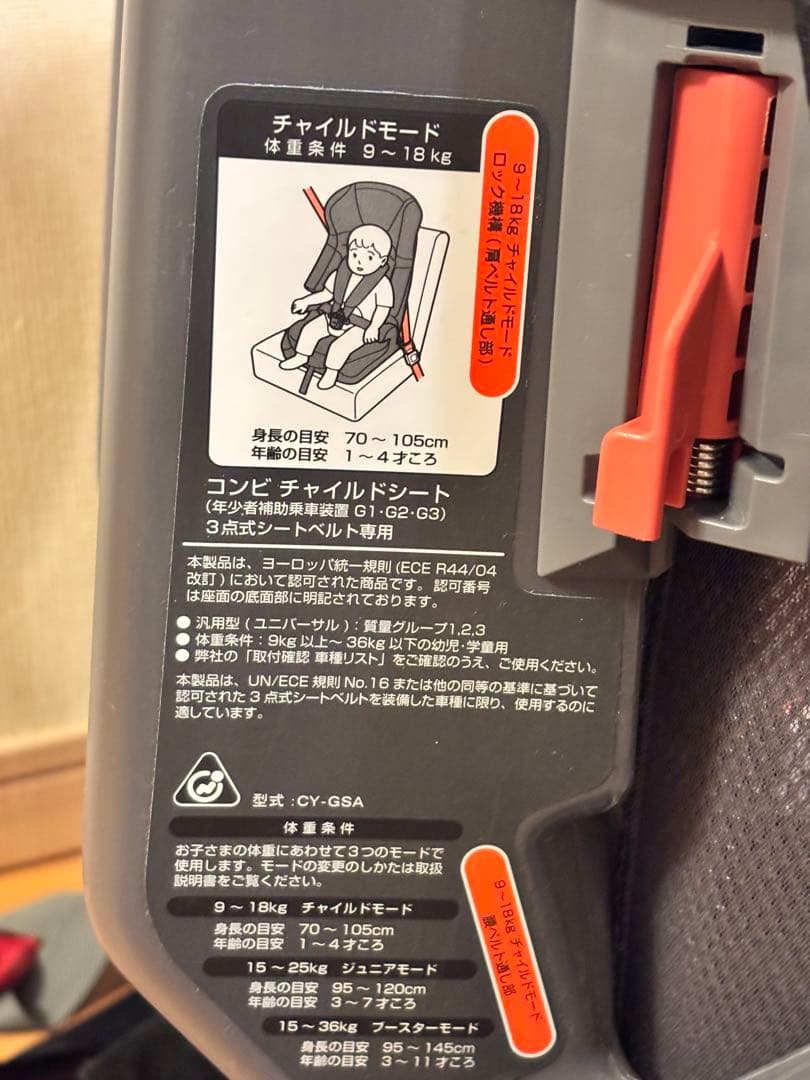 チャイルドモード
体重条件 9～18kg
9～18kg チャイルドモード
ロック機構(肩ベルト通し部)
身長の目安 70～105cm
年齢の目安 1～4才ころ
コンビ チャイルドシート
(年少者補助乗車装置 G1・G2・G3)
3点式シートベルト専用
本製品は、ヨーロッパ統一規則(ECE R44/04
改訂)において認可された商品です。認可番号
は座面の底面部に明記されております。
● 汎用型(ユニバーサル):質量グループ1,2,3
● 体重条件:9kg以上～36kg以下の幼児・学童用
● 弊社の「取付確認 車種リスト」をご確認のうえ、ご使用ください。
本製品は、UN/ECE規則 No.16 または他の同等の基準に基づいて
認可された3点式シートベルトを装備した車種に限り、使用するのに
適しています。
型式:CY-GSA
体重条件
お子さまの体重にあわせて3つのモードで
使用します。モードの変更のしかたは取扱
説明書をご覧ください。
9～18kg チャイルドモード
身長の目安 70～105cm
年齢の目安 1～4才ころ
15～25kg ジュニアモード
身長の目安 95～120cm
年齢の目安 3～7才ころ
15～36kg ブースターモード
身長の目安 95～145cm
年齢の目安 3～11才ころ
9～18kg チャイルドモード
腰ベルト通し部